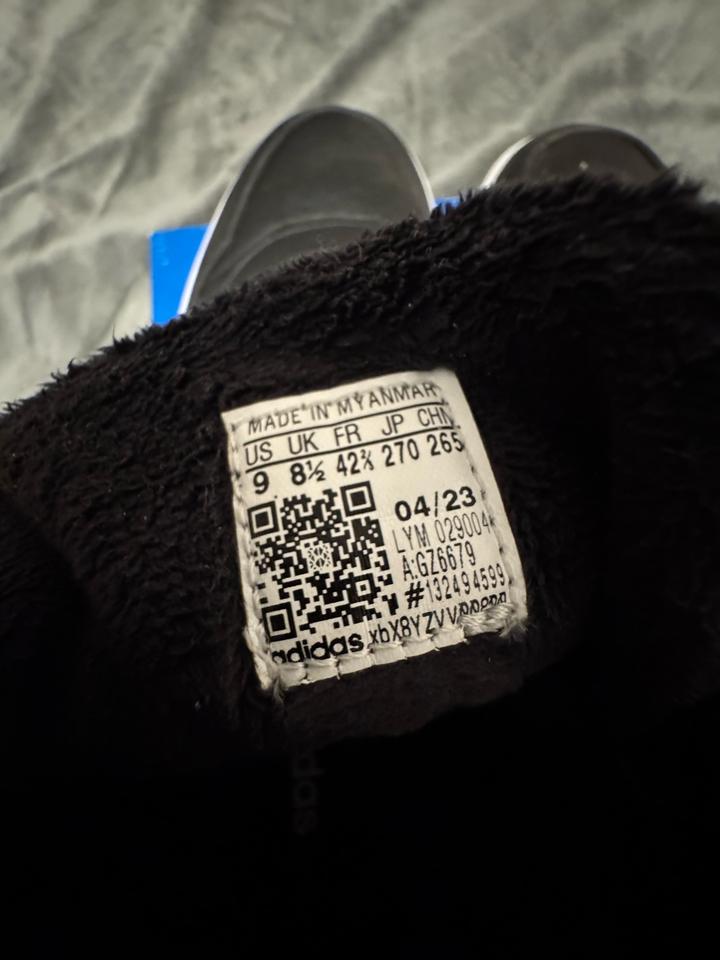 MADE IN MYANMAR
US UK FR JP CHN
9 8½ 42⅔ 270 265
04/23
LYM 029004
A:GZ6679
#132494599
adidas